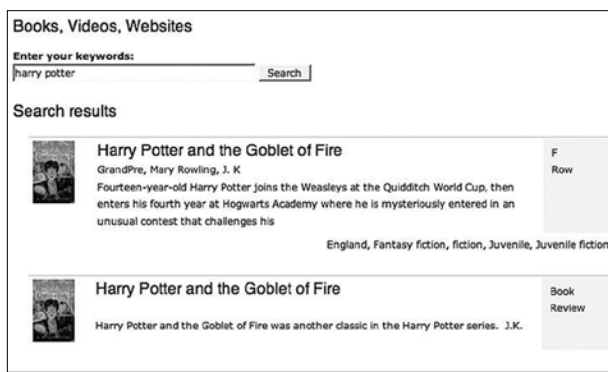 Books, Videos, Websites
Enter your keywords:
harry potter
Search
Search results
Harry Potter and the Goblet of Fire
GrandPre, Mary Rowling, J. K
Fourteen-year-old Harry Potter joins the Weasleys at the Quidditch World Cup, then
enters his fourth year at Hogwarts Academy where he is mysteriously entered in an
unusual contest that challenges his
F
Row
England, Fantasy fiction, fiction, Juvenile, Juvenile fiction
Harry Potter and the Goblet of Fire
Harry Potter and the Goblet of Fire was another classic in the Harry Potter series. J.K.
Book
Review